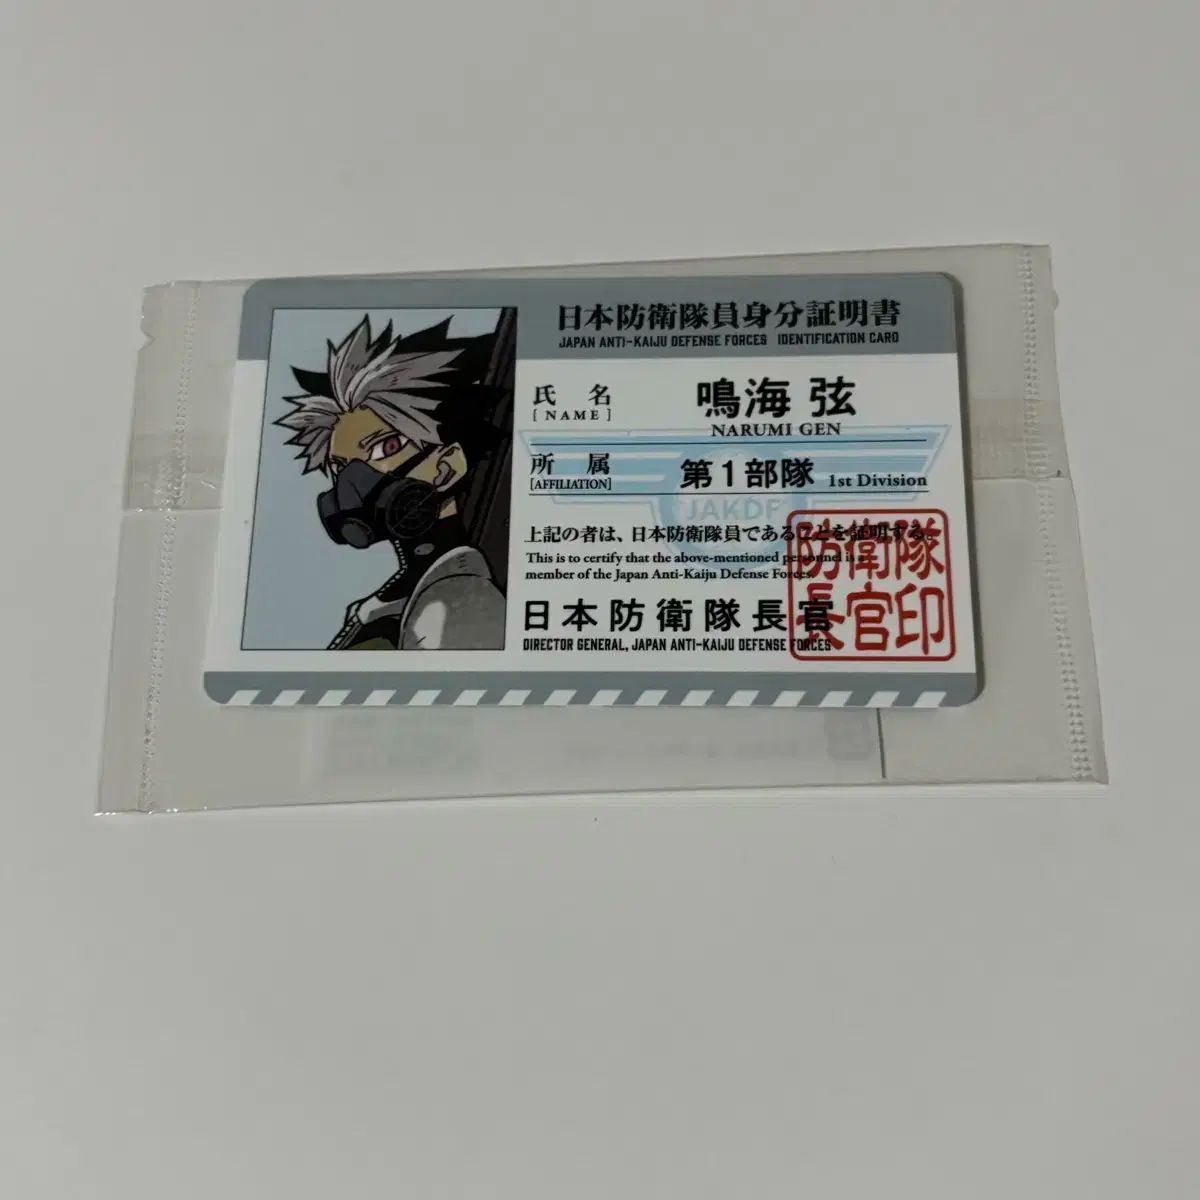 日本防衛隊員身分証明書
JAPAN ANTI-KAIJU DEFENSE FORCES IDENTIFICATION CARD
氏 名 鳴海 弦
[ NAME ] NARUMI GEN
所 属 第1部隊 1st Division
[AFFILIATION]
JAKDF
上記の者は、日本防衛隊員であることを証明する。
This is to certify that the above-mentioned personnel is a
member of the Japan Anti-Kaiju Defense Forces.
日本防衛隊長官
DIRECTOR GENERAL, JAPAN ANTI-KAIJU DEFENSE FORCES
防衛隊
長官印